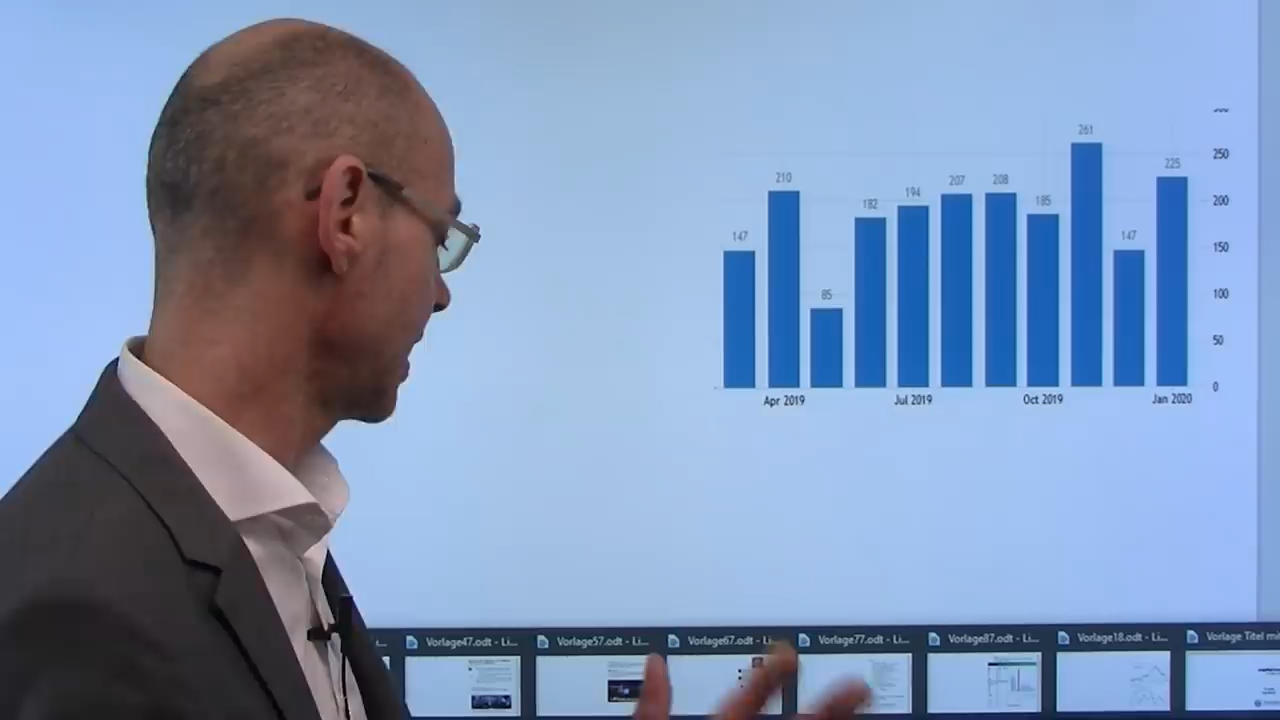 261
250
225
210
207
208
200
182
194
185
147
147
150
85
100
50
0
Apr 2019
Jul 2019
Oct 2019
Jan 2020
Vorlage47.odt - Li...
Vorlage57.odt - Li...
Vorlage67.odt - Li...
Vorlage77.odt - Li...
Vorlage87.odt - Li...
Vorlage18.odt - Li...
Vorlage Titel mi